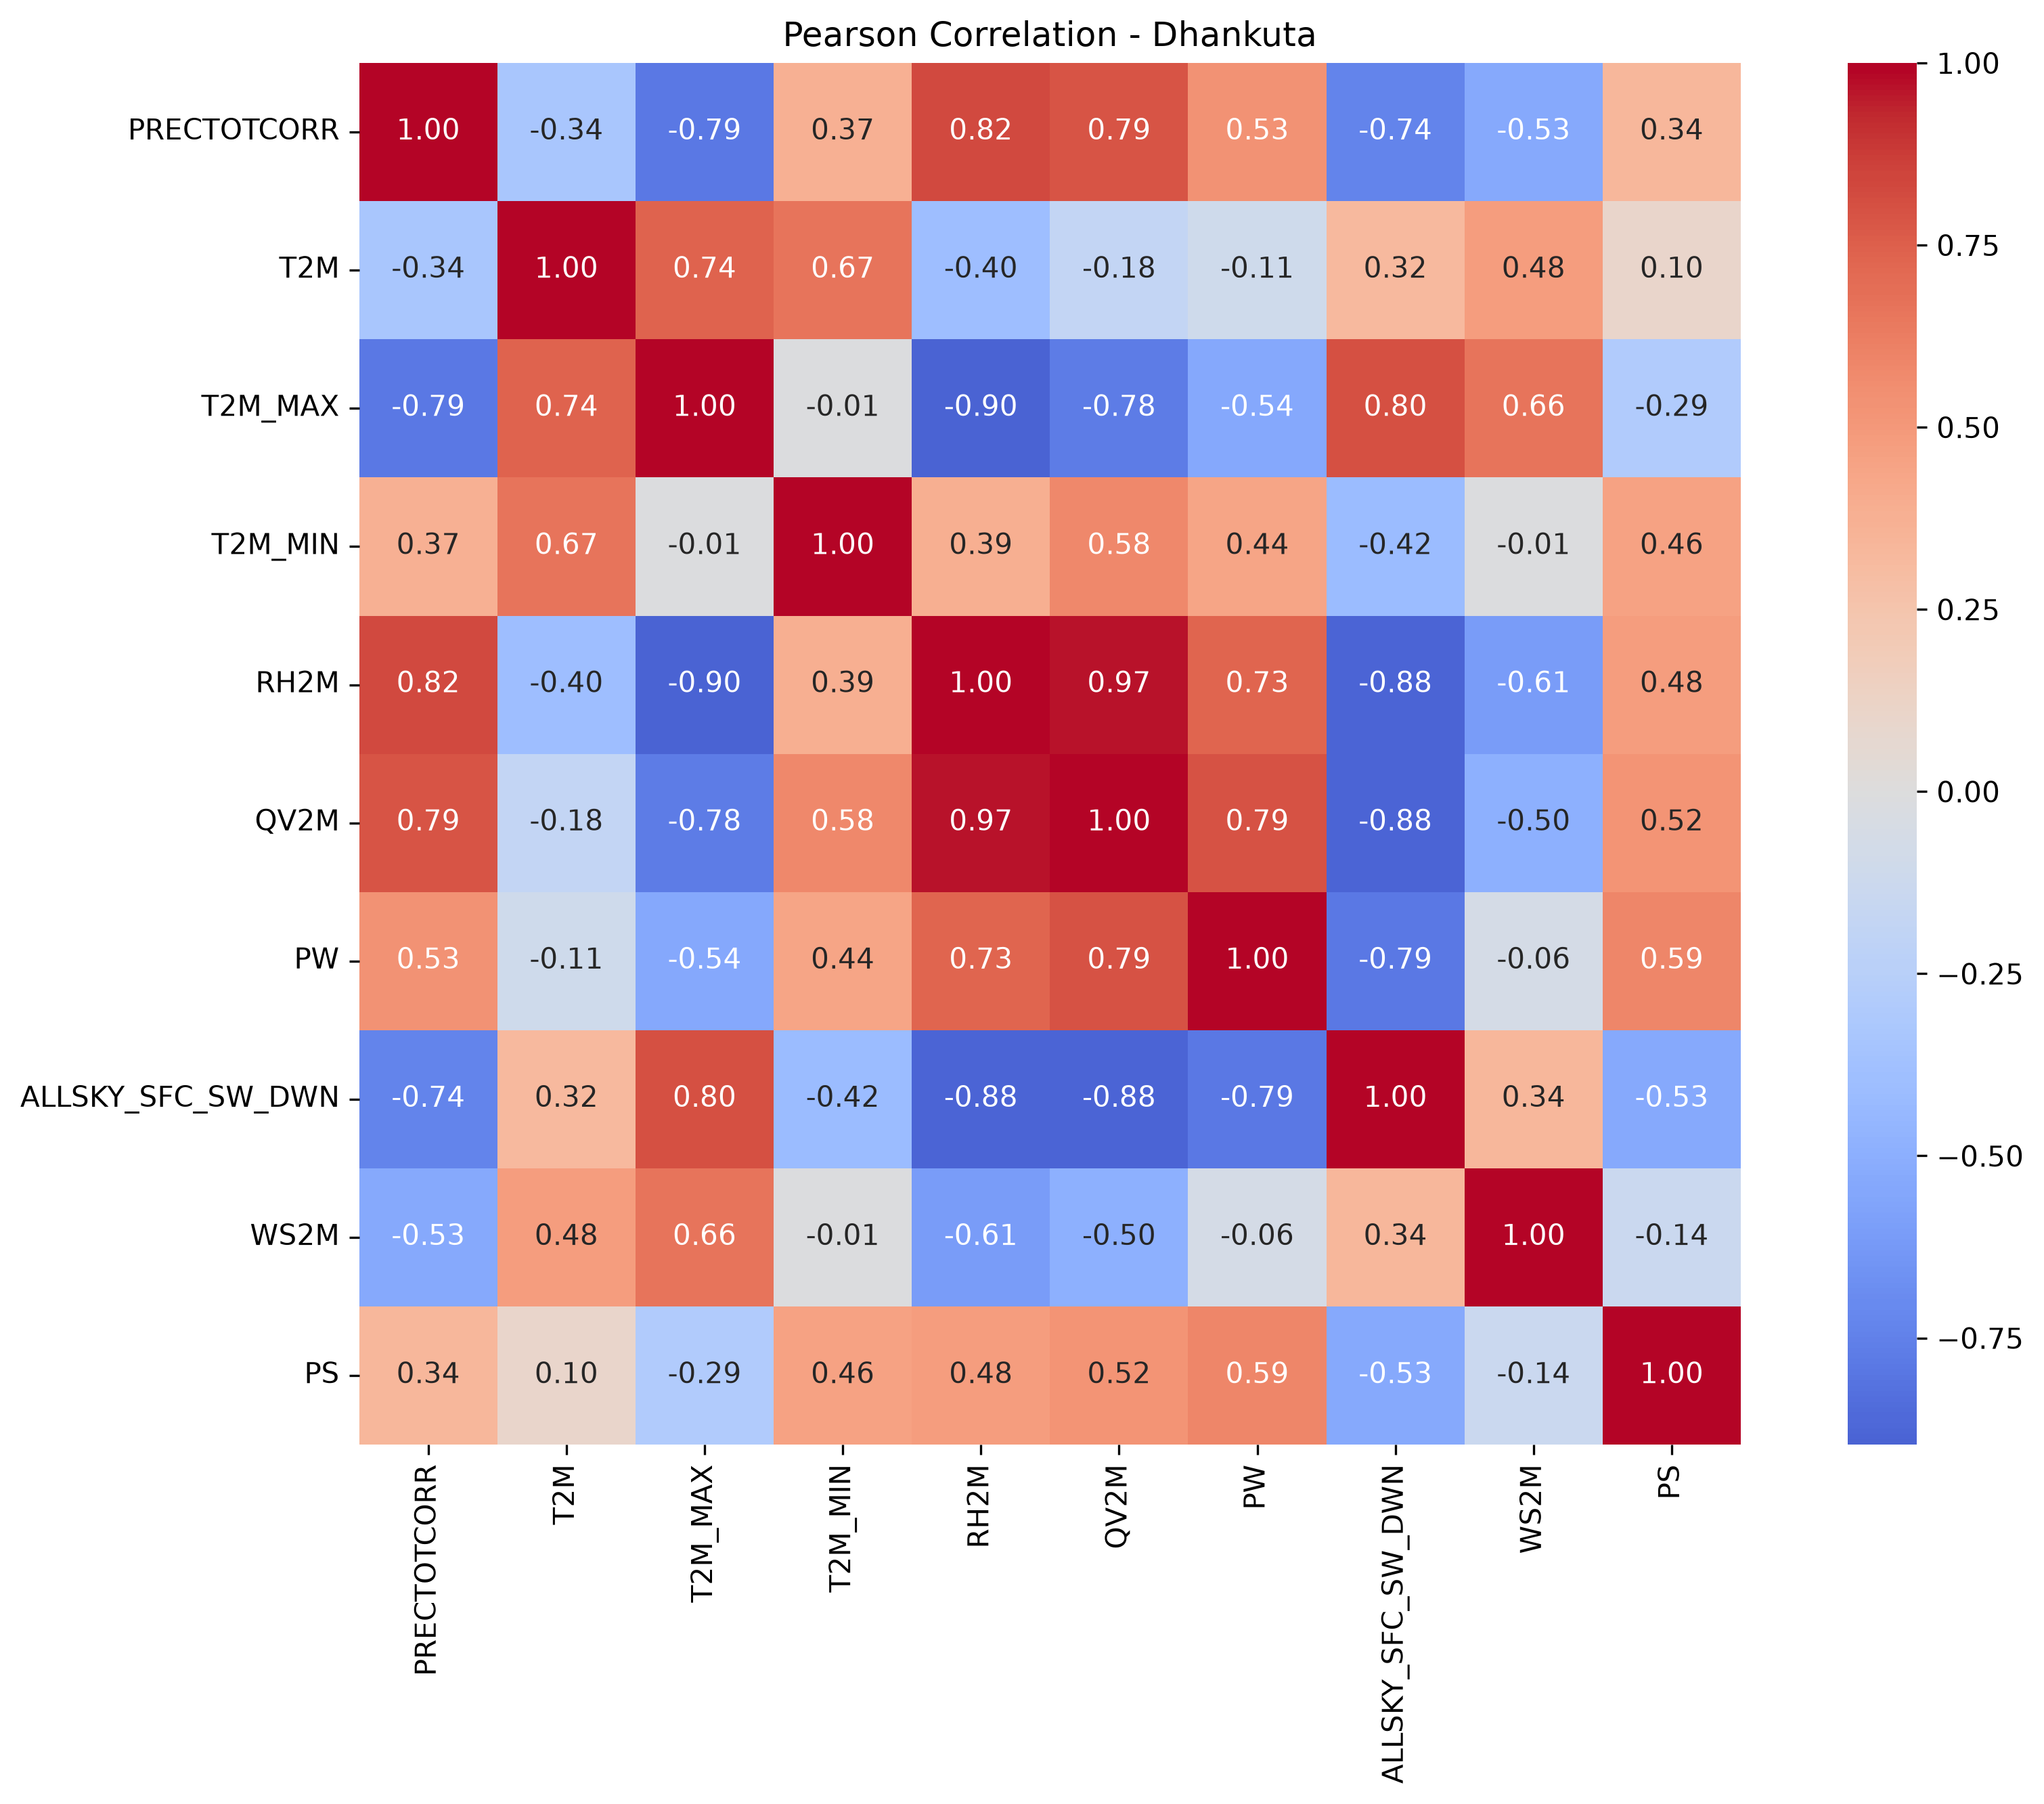 Pearson Correlation - Dhankuta
PRECTOTCORR 1.00 -0.34 -0.79 0.37 0.82 0.79 0.53 -0.74 -0.53 0.34
T2M -0.34 1.00 0.74 0.67 -0.40 -0.18 -0.11 0.32 0.48 0.10
T2M_MAX -0.79 0.74 1.00 -0.01 -0.90 -0.78 -0.54 0.80 0.66 -0.29
T2M_MIN 0.37 0.67 -0.01 1.00 0.39 0.58 0.44 -0.42 -0.01 0.46
RH2M 0.82 -0.40 -0.90 0.39 1.00 0.97 0.73 -0.88 -0.61 0.48
QV2M 0.79 -0.18 -0.78 0.58 0.97 1.00 0.79 -0.88 -0.50 0.52
PW 0.53 -0.11 -0.54 0.44 0.73 0.79 1.00 -0.79 -0.06 0.59
ALLSKY_SFC_SW_DWN -0.74 0.32 0.80 -0.42 -0.88 -0.88 -0.79 1.00 0.34 -0.53
WS2M -0.53 0.48 0.66 -0.01 -0.61 -0.50 -0.06 0.34 1.00 -0.14
PS 0.34 0.10 -0.29 0.46 0.48 0.52 0.59 -0.53 -0.14 1.00
PRECTOTCORR
T2M
T2M_MAX
T2M_MIN
RH2M
QV2M
PW
ALLSKY_SFC_SW_DWN
WS2M
PS
1.00
0.75
0.50
0.25
0.00
−0.25
−0.50
−0.75